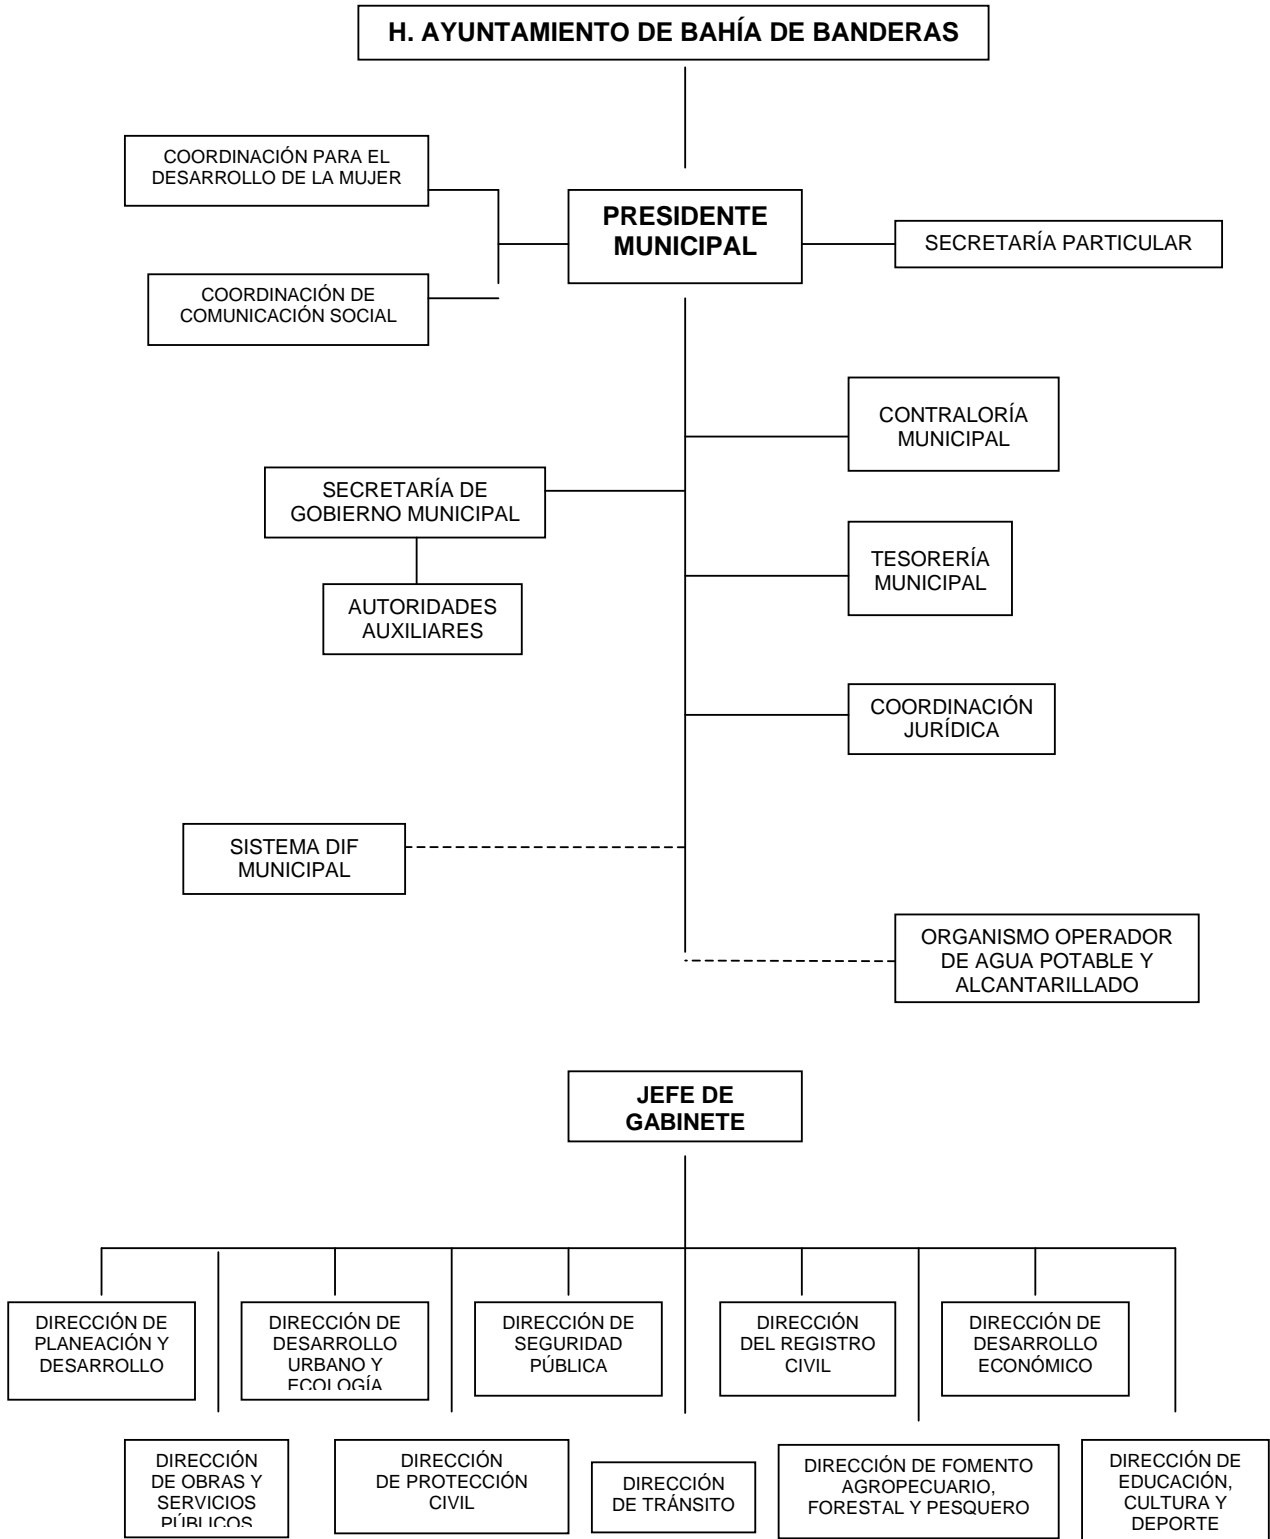 H. AYUNTAMIENTO DE BAHÍA DE BANDERAS
COORDINACIÓN PARA EL
DESARROLLO DE LA MUJER
PRESIDENTE
MUNICIPAL
SECRETARÍA PARTICULAR
COORDINACIÓN DE
COMUNICACIÓN SOCIAL
CONTRALORÍA
MUNICIPAL
SECRETARÍA DE
GOBIERNO MUNICIPAL
TESORERÍA
MUNICIPAL
AUTORIDADES
AUXILIARES
COORDINACIÓN
JURÍDICA
SISTEMA DIF
MUNICIPAL
ORGANISMO OPERADOR
DE AGUA POTABLE Y
ALCANTARILLADO
JEFE DE
GABINETE
DIRECCIÓN DE
PLANEACIÓN Y
DESARROLLO
DIRECCIÓN DE
DESARROLLO
URBANO Y
ECOLOGÍA
DIRECCIÓN DE
SEGURIDAD
PÚBLICA
DIRECCIÓN
DEL REGISTRO
CIVIL
DIRECCIÓN DE
DESARROLLO
ECONÓMICO
DIRECCIÓN
DE OBRAS Y
SERVICIOS
PÚBLICOS
DIRECCIÓN
DE PROTECCIÓN
CIVIL
DIRECCIÓN
DE TRÁNSITO
DIRECCIÓN DE FOMENTO
AGROPECUARIO,
FORESTAL Y PESQUERO
DIRECCIÓN DE
EDUCACIÓN,
CULTURA Y
DEPORTE